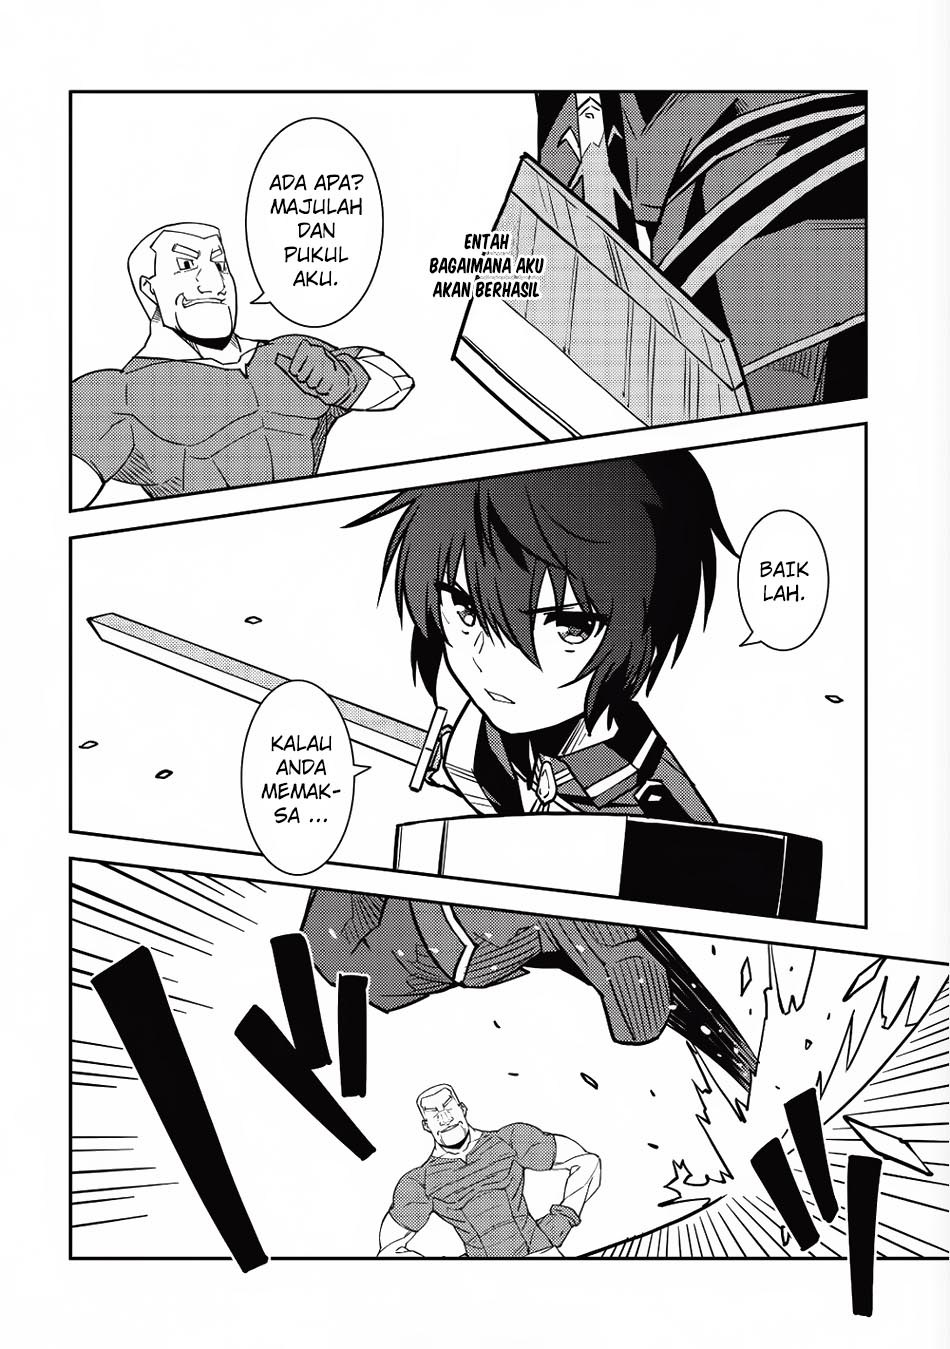 ENTAH
BAGAIMANA AKU
AKAN BERHASIL
ADA APA?
MAJULAH
DAN
PUKUL
AKU.
BAIK
LAH.
KALAU
ANDA
MEMAK-
SA ...